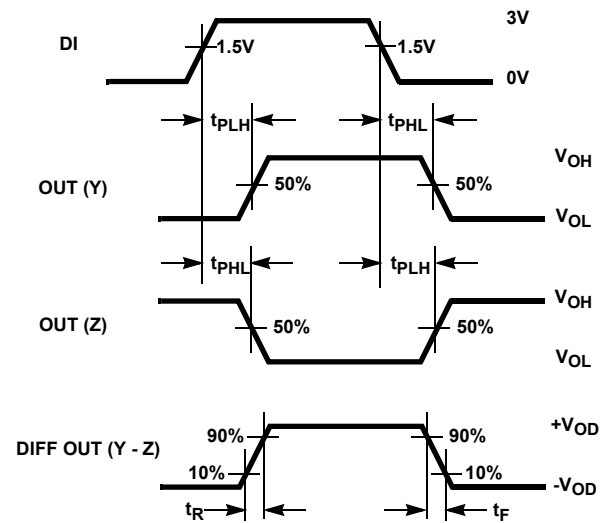 3V
DI
1.5V
1.5V
0V
tPLH
tPHL
VOH
OUT (Y)
50%
50%
VOL
tPHL
tPLH
VOH
OUT (Z)
50%
50%
VOL
+VOD
DIFF OUT (Y - Z)
90%
90%
10%
10%
-VOD
tR
tF